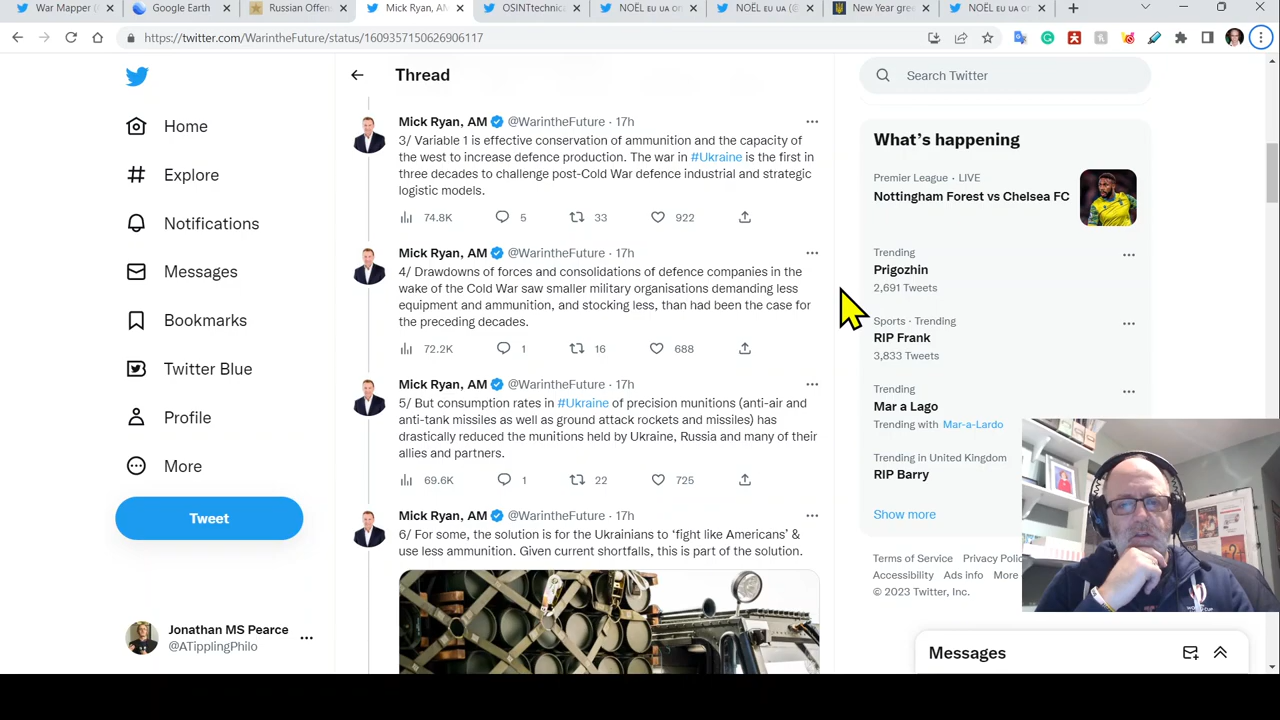 War Mapper (
Google Earth
Russian Offen
Mick Ryan, AM
OSINTtechnica
NOËL EU UA on
NOËL EU UA (@
New Year gre
NOËL EU UA on
https://twitter.com/WarintheFuture/status/1609357150626906117
Home
Explore
Notifications
Messages
Bookmarks
Twitter Blue
Profile
More
Tweet
Jonathan MS Pearce
@ATipplingPhilo
Thread
Mick Ryan, AM @WarintheFuture · 17h
3/ Variable 1 is effective conservation of ammunition and the capacity of
the west to increase defence production. The war in #Ukraine is the first in
three decades to challenge post-Cold War defence industrial and strategic
logistic models.
74.8K 5 33 922
Mick Ryan, AM @WarintheFuture · 17h
4/ Drawdowns of forces and consolidations of defence companies in the
wake of the Cold War saw smaller military organisations demanding less
equipment and ammunition, and stocking less, than had been the case for
the preceding decades.
72.2K 1 16 688
Mick Ryan, AM @WarintheFuture · 17h
5/ But consumption rates in #Ukraine of precision munitions (anti-air and
anti-tank missiles as well as ground attack rockets and missiles) has
drastically reduced the munitions held by Ukraine, Russia and many of their
allies and partners.
69.6K 1 22 725
Mick Ryan, AM @WarintheFuture · 17h
6/ For some, the solution is for the Ukrainians to ‘fight like Americans’ &
use less ammunition. Given current shortfalls, this is part of the solution.
Search Twitter
What’s happening
Premier League · LIVE
Nottingham Forest vs Chelsea FC
Trending
Prigozhin
2,691 Tweets
Sports · Trending
RIP Frank
3,833 Tweets
Trending
Mar a Lago
Trending with Mar-a-Lardo
Trending in United Kingdom
RIP Barry
Show more
Terms of Service Privacy Polic
Accessibility Ads info More
© 2023 Twitter, Inc.
Messages